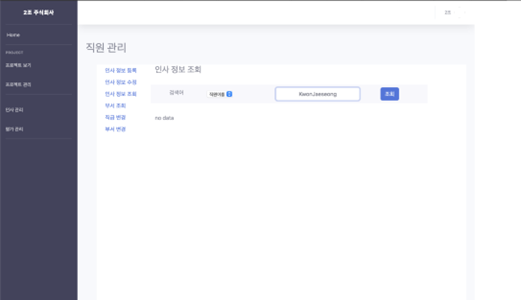 2조 주식회사
Home
PROJECT
프로젝트 보기
프로젝트 관리
인사 관리
평가 관리
2조
직원 관리
인사 정보 등록
인사 정보 수정
인사 정보 조회
부서 조회
직급 변경
부서 변경
인사 정보 조회
검색어
직원이름
KwonJaeseong
조회
no data